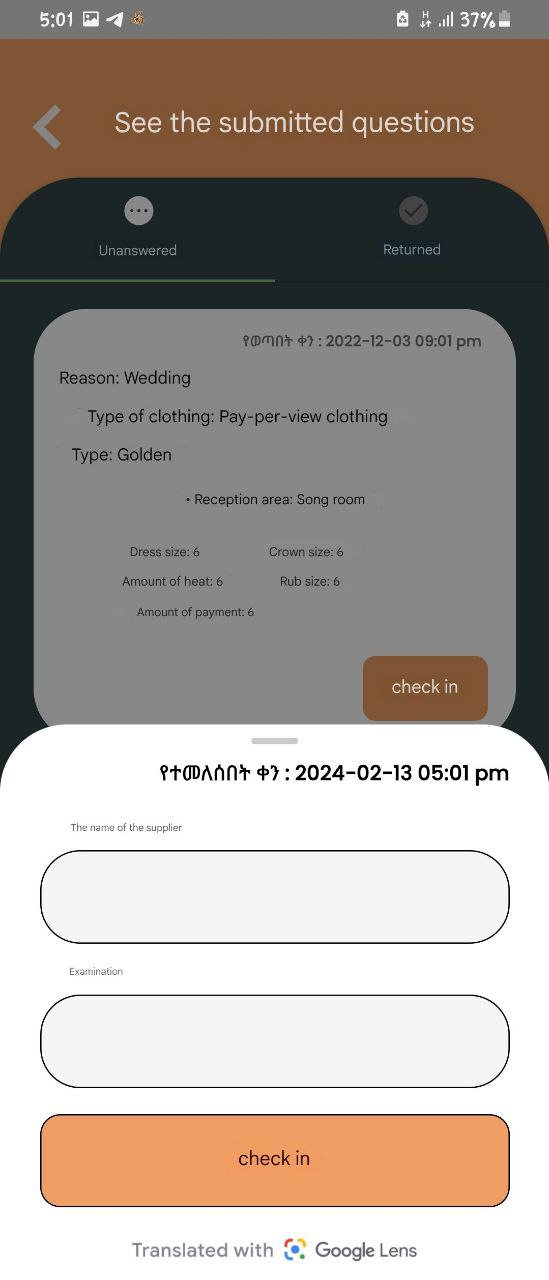 5:01
H
37%
See the submitted questions
Unanswered
Returned
የወጣበት ቀን : 2022-12-03 09:01 pm
Reason: Wedding
Type of clothing: Pay-per-view clothing
Type: Golden
• Reception area: Song room
Dress size: 6 Crown size: 6
Amount of heat: 6 Rub size: 6
Amount of payment: 6
check in
የተመለሰበት ቀን : 2024-02-13 05:01 pm
The name of the supplier
Examination
check in
Translated with Google Lens